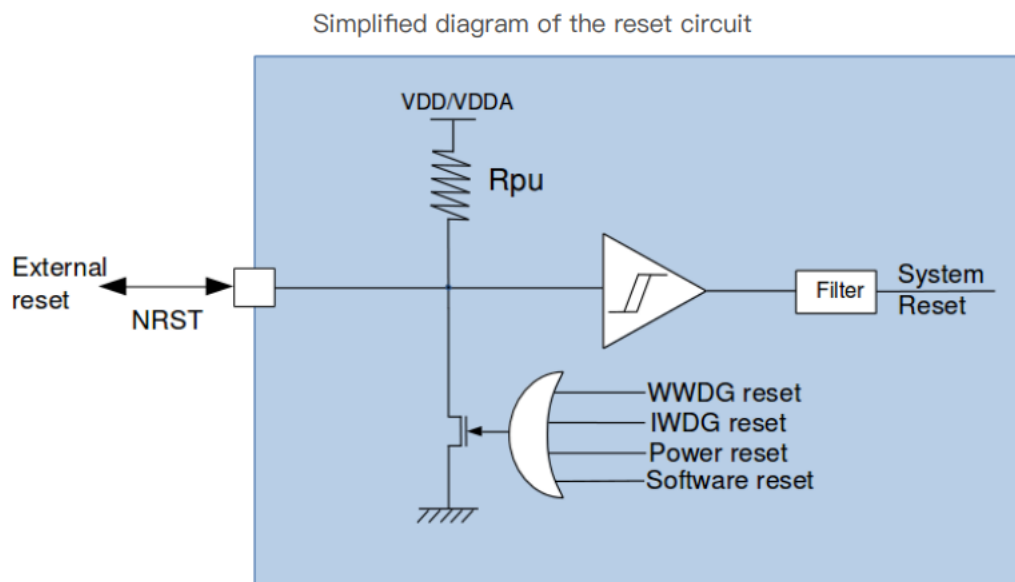 Simplified diagram of the reset circuit
VDD/VDDA
Rpu
External
reset
NRST
Filter
System
Reset
WWDG reset
IWDG reset
Power reset
Software reset